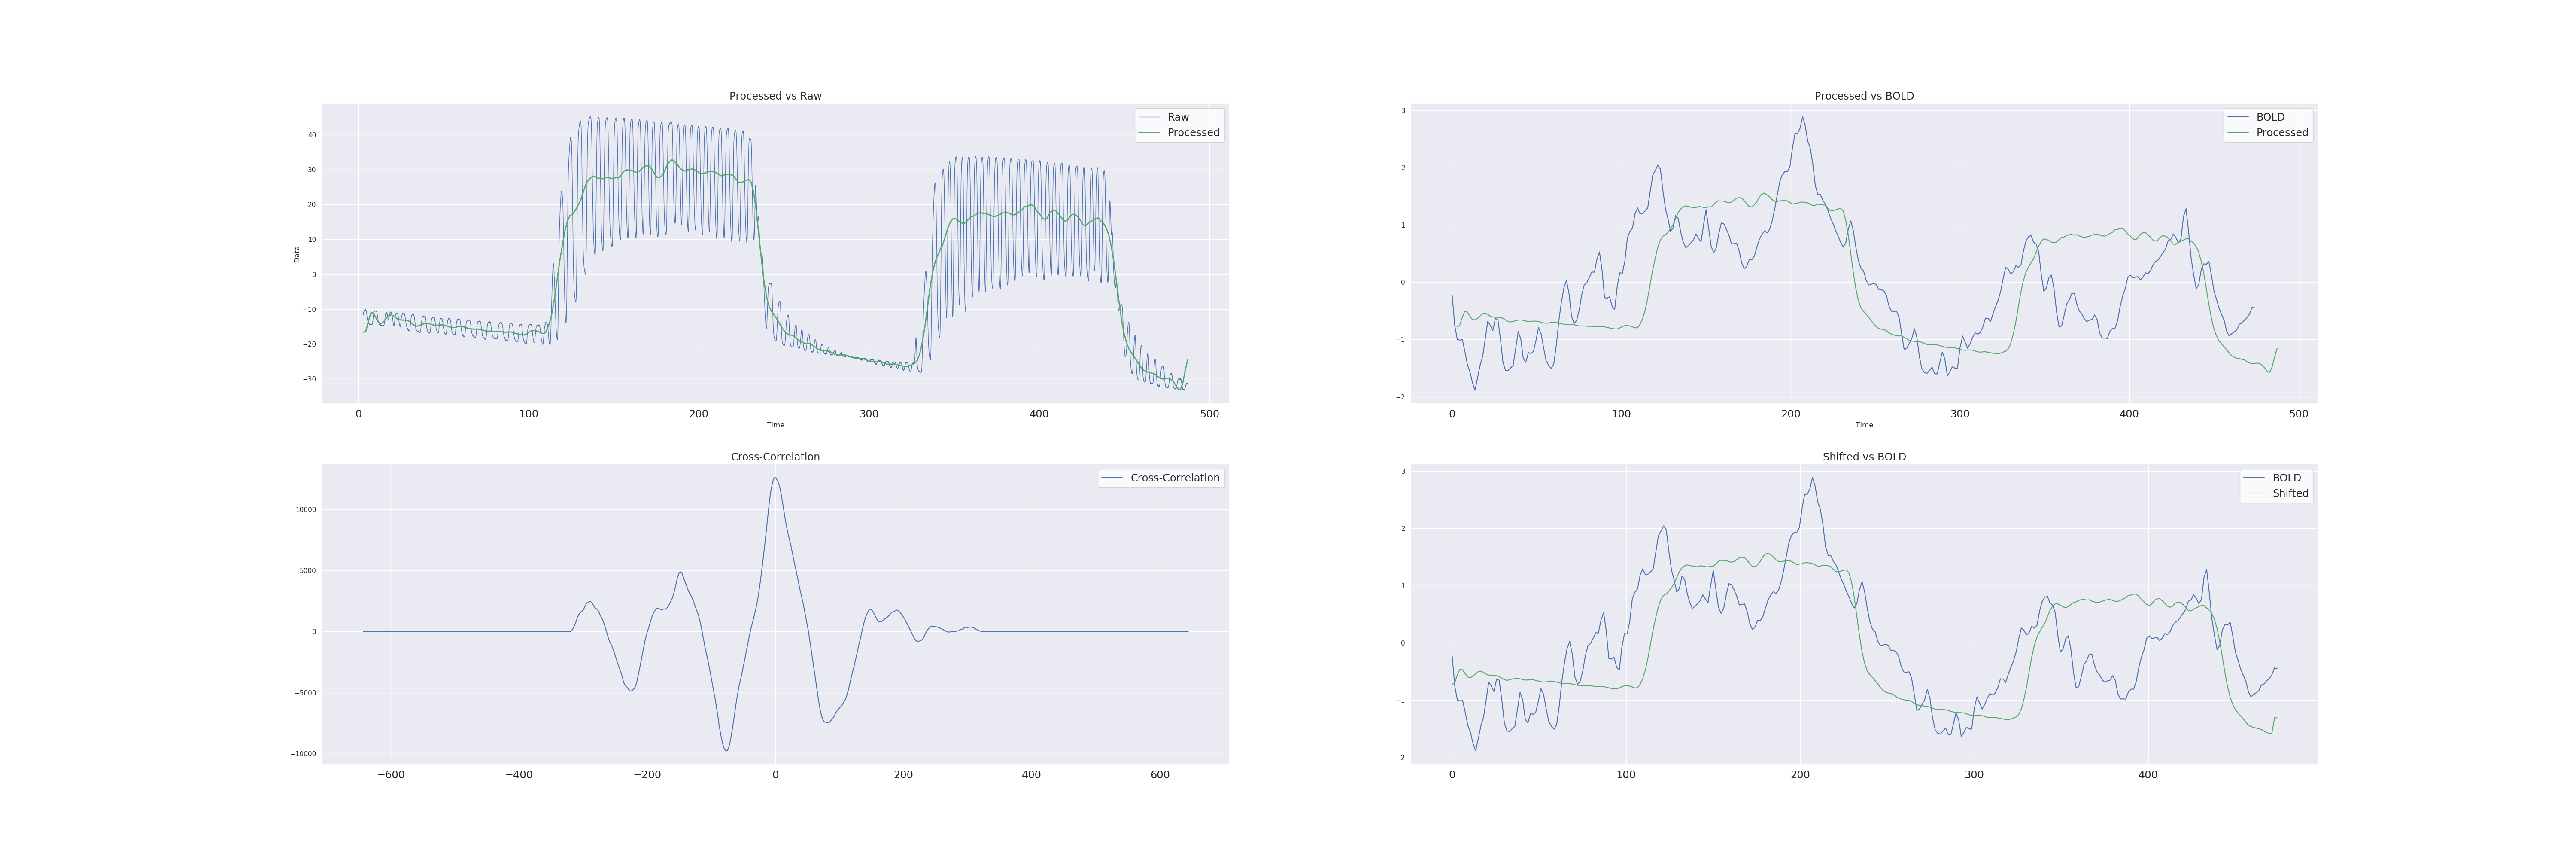 Processed vs Raw
Raw
Processed
40
30
20
10
0
−10
−20
−30
Data
0 100 200 300 400 500
Time
Processed vs BOLD
BOLD
Processed
3
2
1
0
−1
−2
0 100 200 300 400 500
Time
Cross-Correlation
Cross-Correlation
10000
5000
0
−5000
−10000
−600 −400 −200 0 200 400 600
Shifted vs BOLD
BOLD
Shifted
3
2
1
0
−1
−2
0 100 200 300 400